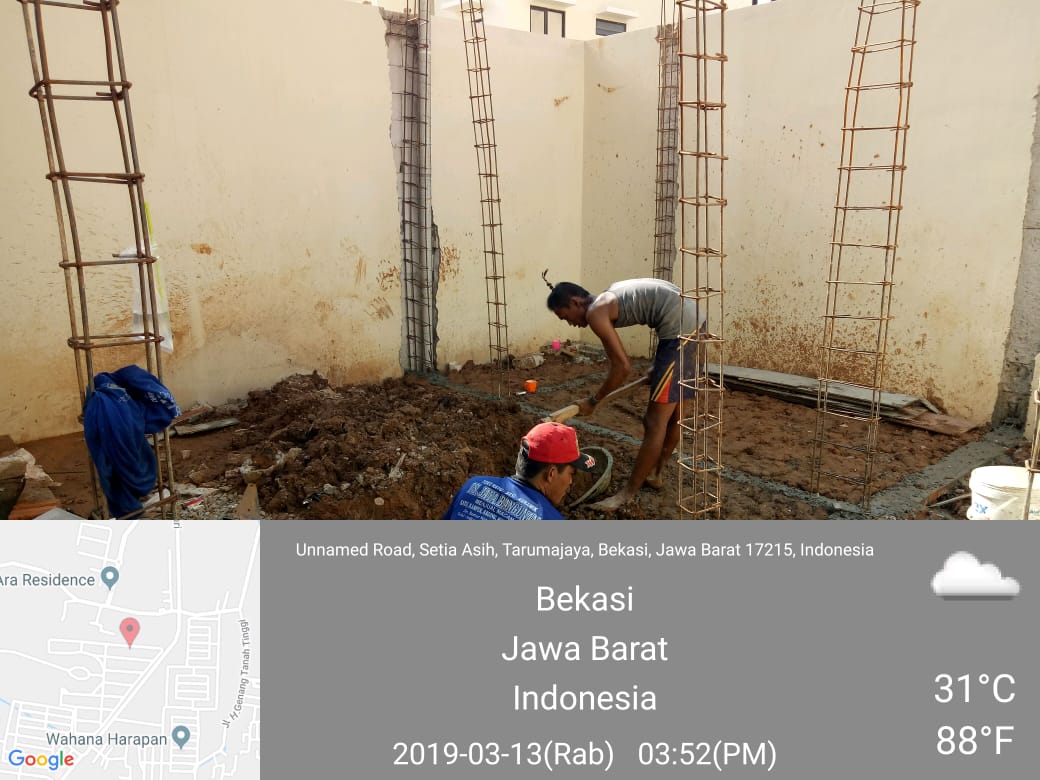 Unnamed Road, Setia Asih, Tarumajaya, Bekasi, Jawa Barat 17215, Indonesia
Bekasi
Jawa Barat
Indonesia
2019-03-13(Rab) 03:52(PM)
31°C
88°F
Ara Residence
Jl. H.Genang Tanah Tinggi
Wahana Harapan
Google